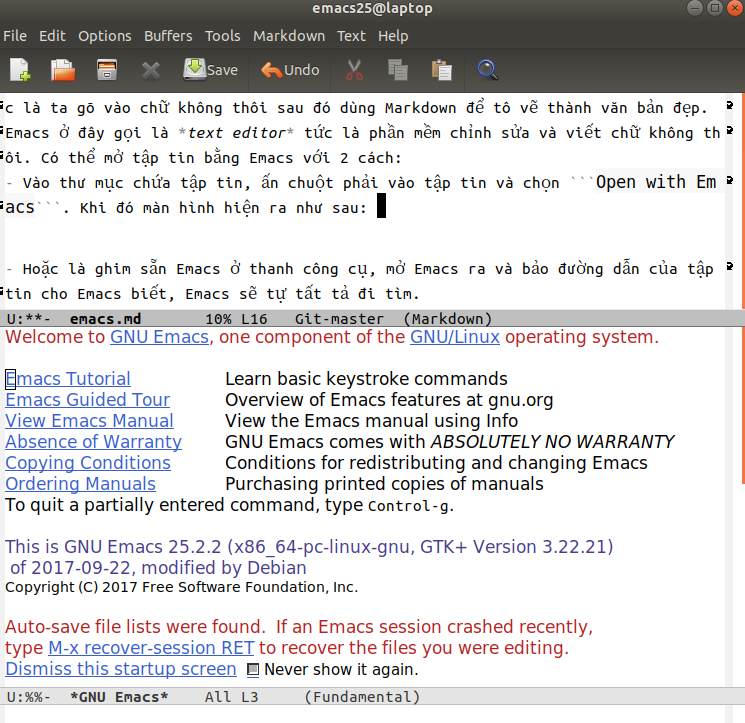 emacs25@laptop
File Edit Options Buffers Tools Markdown Text Help
Save Undo
c là ta gõ vào chữ không thôi sau đó dùng Markdown để tô vẽ thành văn bản đẹp.
Emacs ở đây gọi là *text editor* tức là phần mềm chỉnh sửa và viết chữ không th
ôi. Có thể mở tập tin bằng Emacs với 2 cách:
- Vào thư mục chứa tập tin, ấn chuột phải vào tập tin và chọn ```Open with Em
acs```. Khi đó màn hình hiện ra như sau:
- Hoặc là ghim sẵn Emacs ở thanh công cụ, mở Emacs ra và bảo đường dẫn của tập
tin cho Emacs biết, Emacs sẽ tự tất tả đi tìm.
U:**- emacs.md 10% L16 Git-master (Markdown)
Welcome to GNU Emacs, one component of the GNU/Linux operating system.
Emacs Tutorial Learn basic keystroke commands
Emacs Guided Tour Overview of Emacs features at gnu.org
View Emacs Manual View the Emacs manual using Info
Absence of Warranty GNU Emacs comes with ABSOLUTELY NO WARRANTY
Copying Conditions Conditions for redistributing and changing Emacs
Ordering Manuals Purchasing printed copies of manuals
To quit a partially entered command, type Control-g.
This is GNU Emacs 25.2.2 (x86_64-pc-linux-gnu, GTK+ Version 3.22.21)
of 2017-09-22, modified by Debian
Copyright (C) 2017 Free Software Foundation, Inc.
Auto-save file lists were found. If an Emacs session crashed recently,
type M-x recover-session RET to recover the files you were editing.
Dismiss this startup screen Never show it again.
U:%%- *GNU Emacs* All L3 (Fundamental)